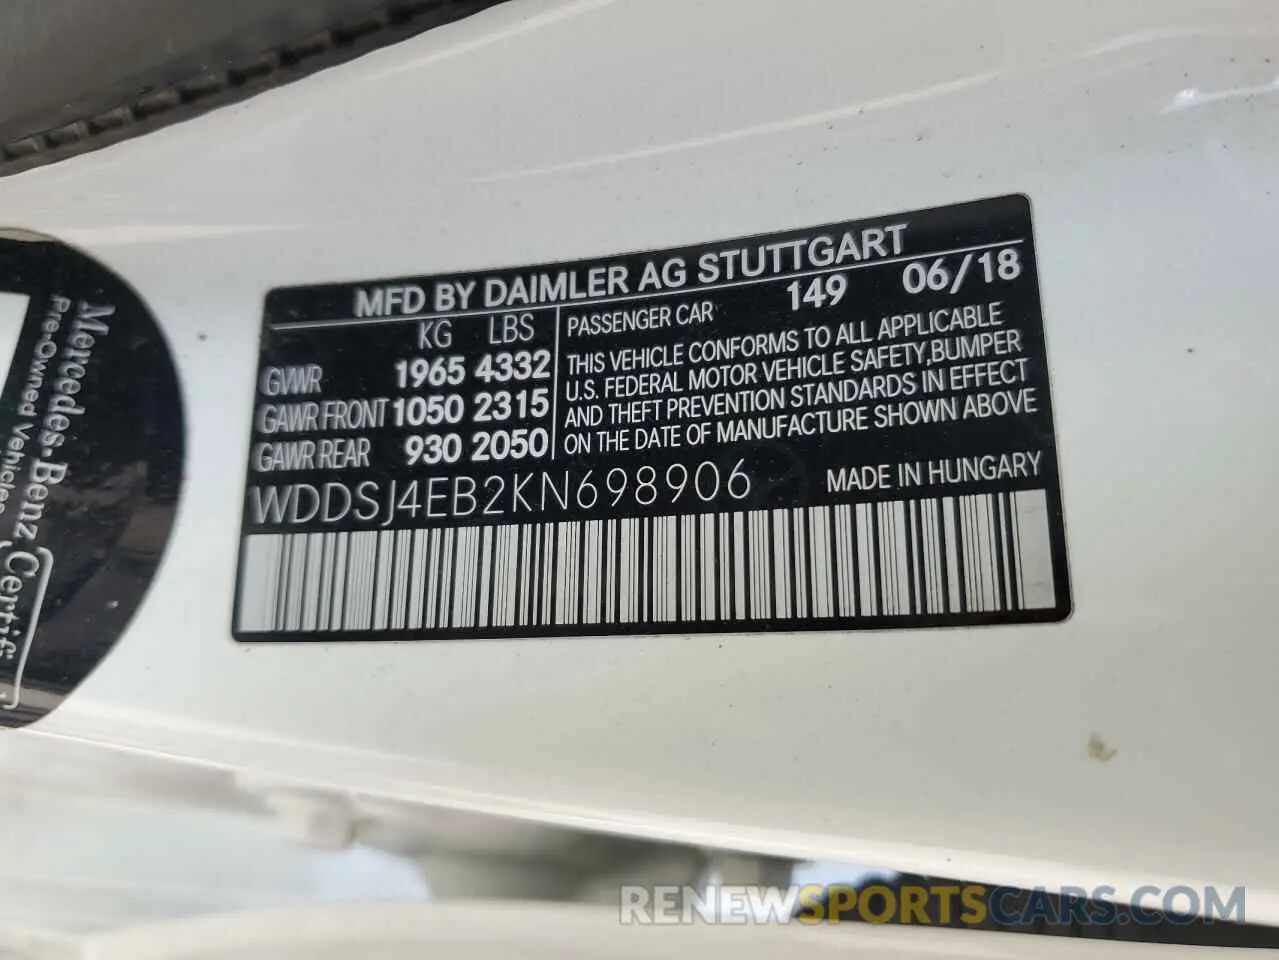 MFD BY DAIMLER AG STUTTGART
KG LBS
GVWR 1965 4332
GAWR FRONT 1050 2315
GAWR REAR 930 2050
PASSENGER CAR 149 06/18
THIS VEHICLE CONFORMS TO ALL APPLICABLE
U.S. FEDERAL MOTOR VEHICLE SAFETY,BUMPER
AND THEFT PREVENTION STANDARDS IN EFFECT
ON THE DATE OF MANUFACTURE SHOWN ABOVE
WDDSJ4EB2KN698906 MADE IN HUNGARY
Mercedes-Benz
Pre-Owned Vehicles
RENEWSPORTSCARS.COM